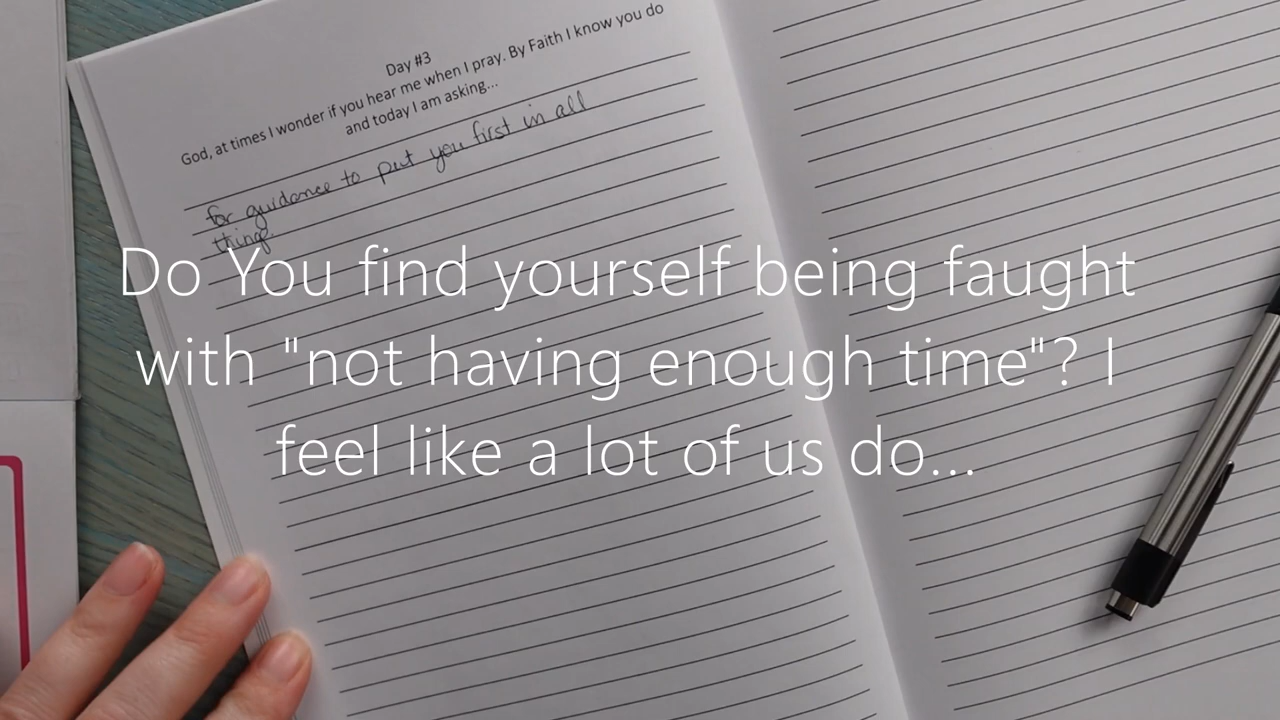 Day #3
God, at times I wonder if you hear me when I pray. By Faith I know you do
and today I am asking...
for guidance to put you first in all
things.
Do You find yourself being faught
with "not having enough time"? I
feel like a lot of us do...